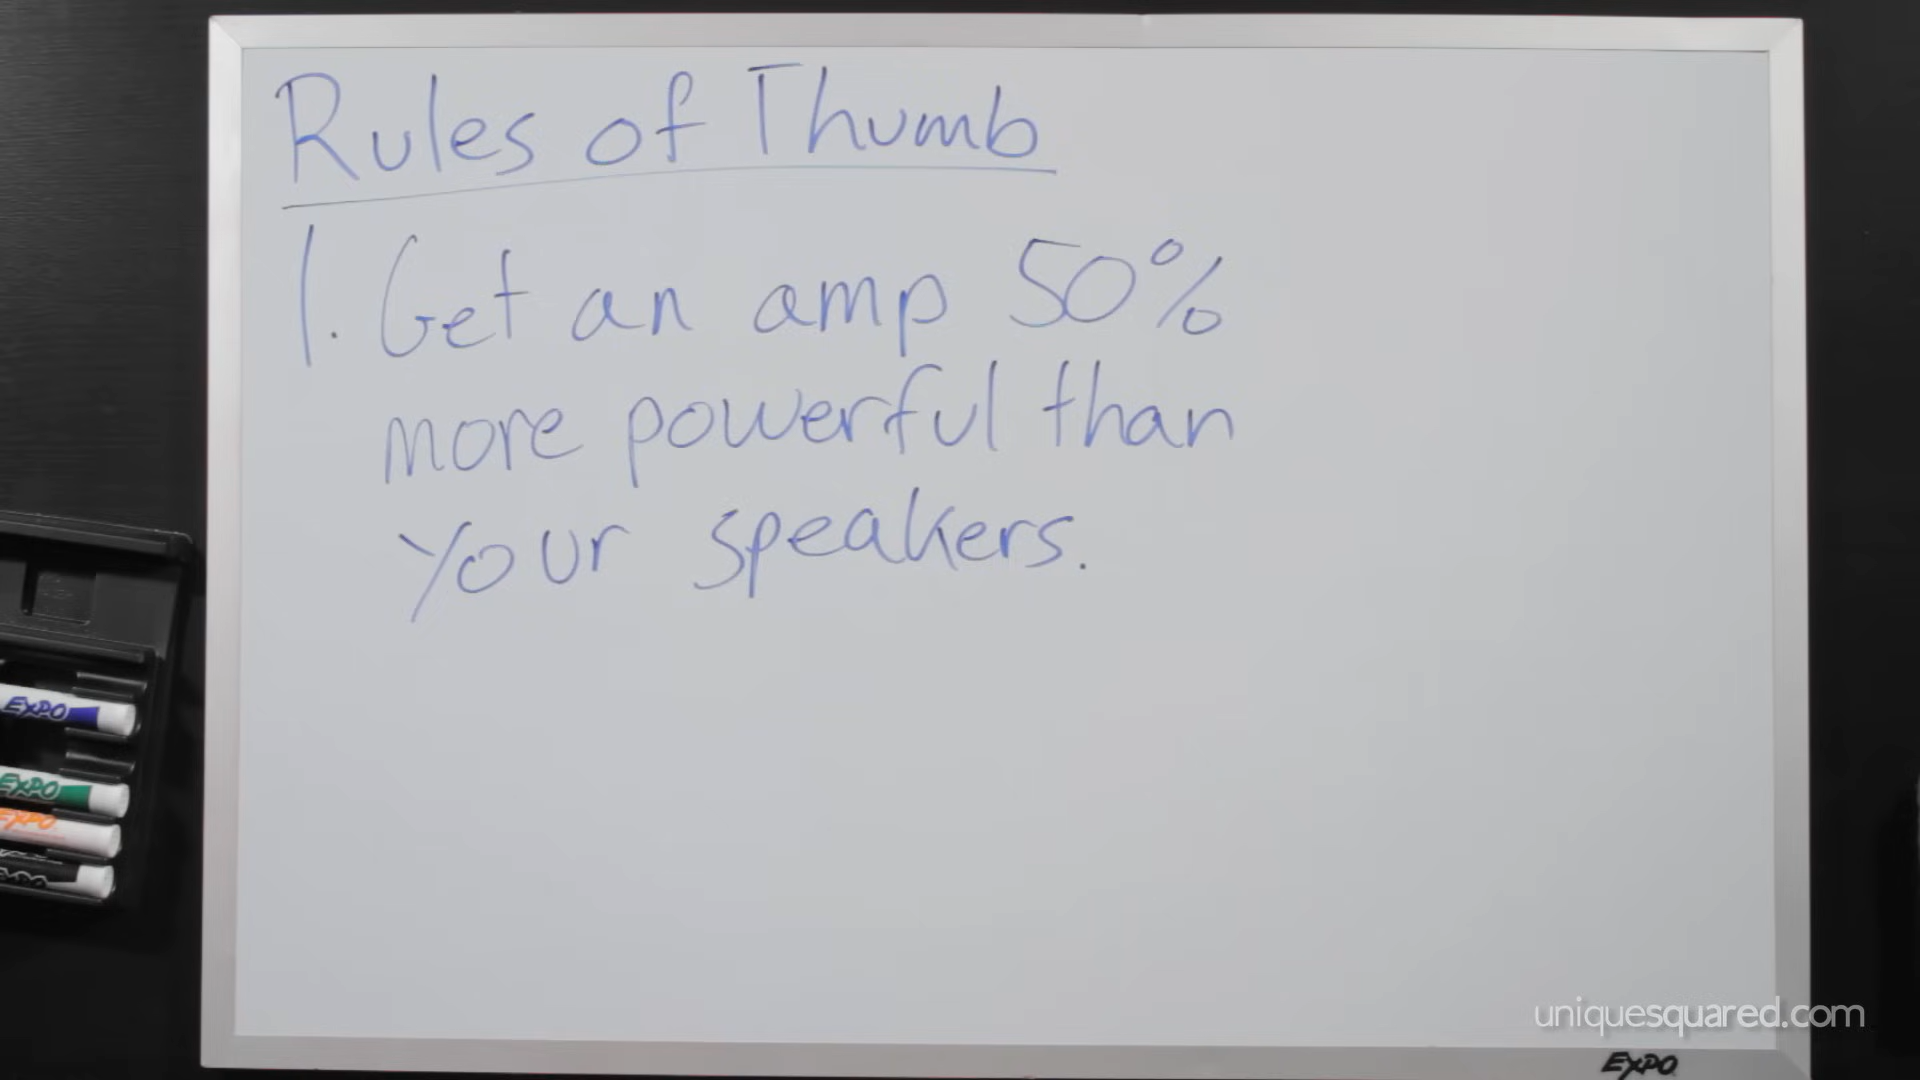 Rules of Thumb
1. Get an amp 50%
more powerful than
your speakers.
EXPO
EXPO
EXPO
EXPO
uniquesquared.com
EXPO